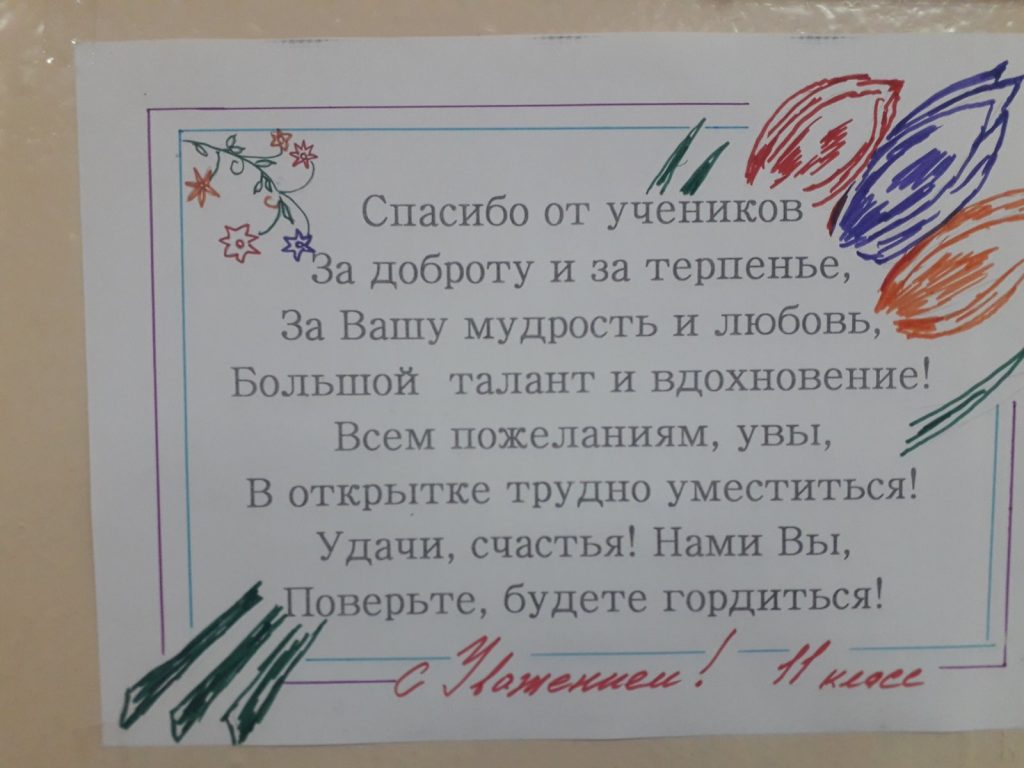 Спасибо от учеников
За доброту и за терпенье,
За Вашу мудрость и любовь,
Большой талант и вдохновение!
Всем пожеланиям, увы,
В открытке трудно уместиться!
Удачи, счастья! Нами Вы,
Поверьте, будете гордиться!
с Уважением! 11 класс